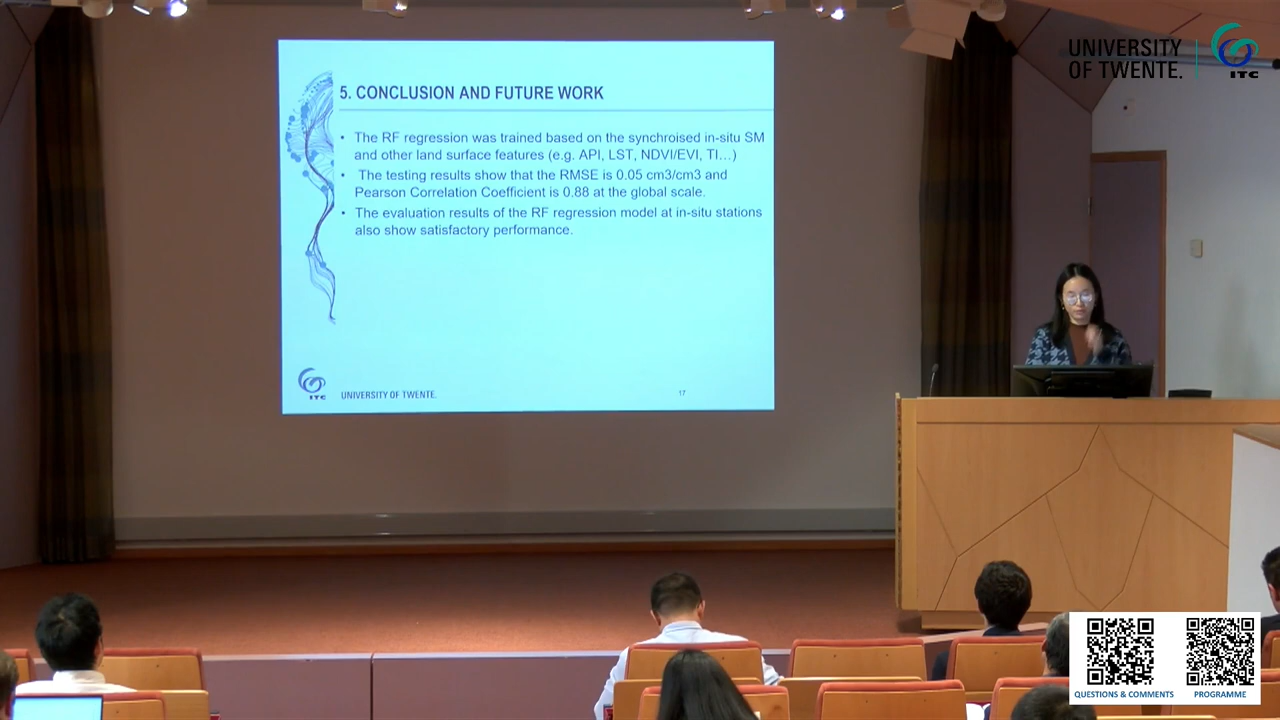 UNIVERSITY
OF TWENTE.
ITC
5. CONCLUSION AND FUTURE WORK
• The RF regression was trained based on the synchroised in-situ SM
and other land surface features (e.g. API, LST, NDVI/EVI, TI...)
• The testing results show that the RMSE is 0.05 cm3/cm3 and
Pearson Correlation Coefficient is 0.88 at the global scale.
• The evaluation results of the RF regression model at in-situ stations
also show satisfactory performance.
ITC
UNIVERSITY OF TWENTE.
17
QUESTIONS & COMMENTS
PROGRAMME